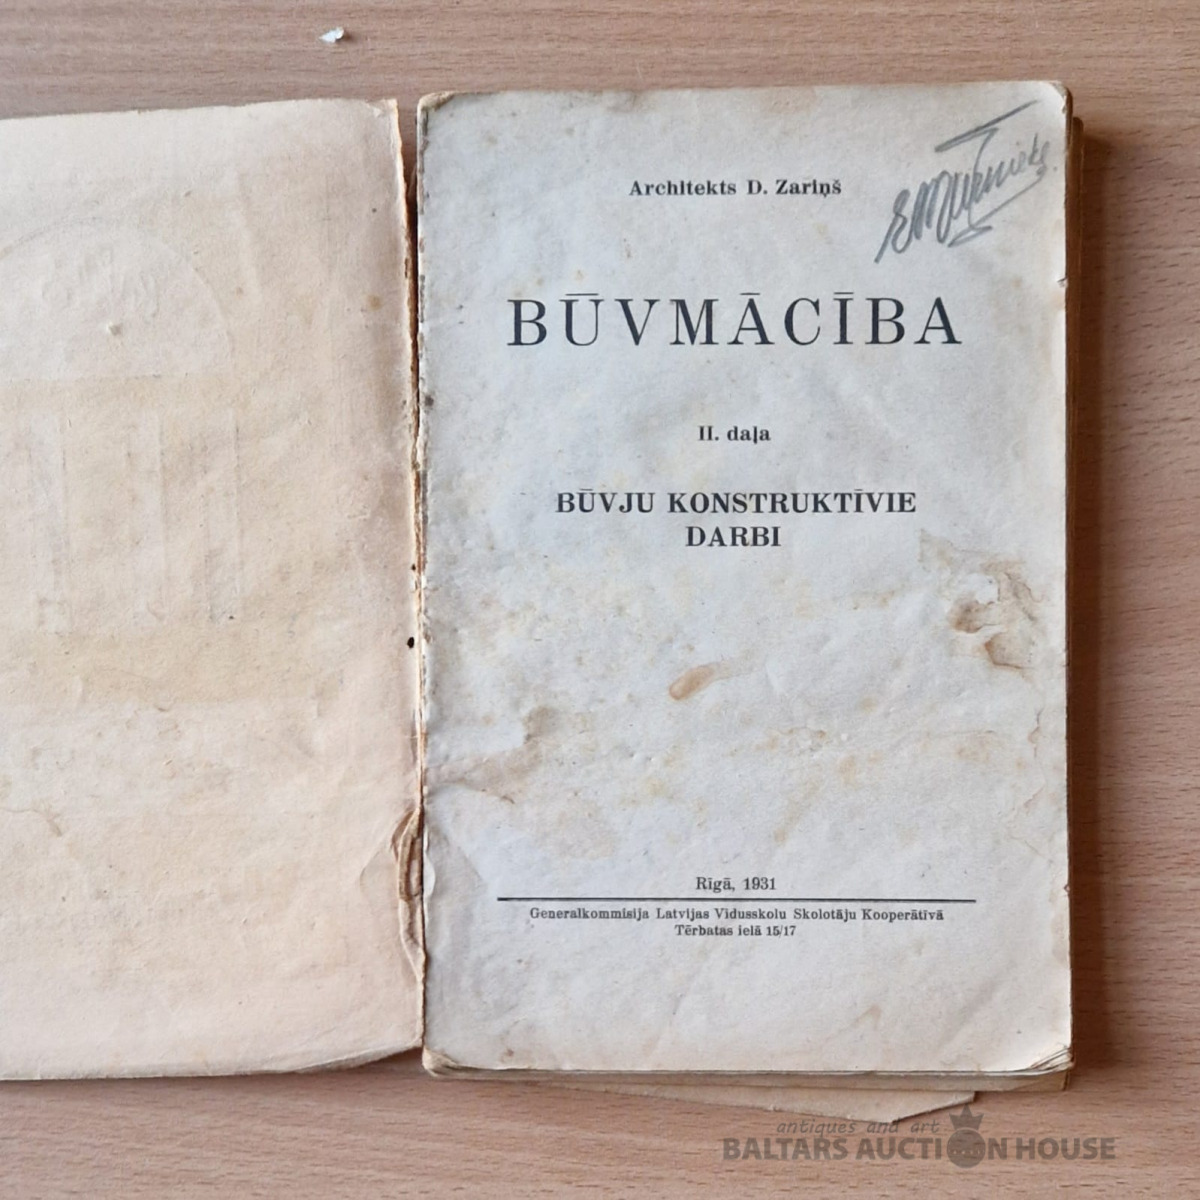 Architekts D. Zariņš
BŪVMĀCĪBA
II. daļa
BŪVJU KONSTRUKTĪVIE
DARBI
Rīgā, 1931
Generalkommisija Latvijas Vidusskolu Skolotāju Kooperātīvā
Tērbatas ielā 15/17
antiques and art
BALTARS AUCTION HOUSE